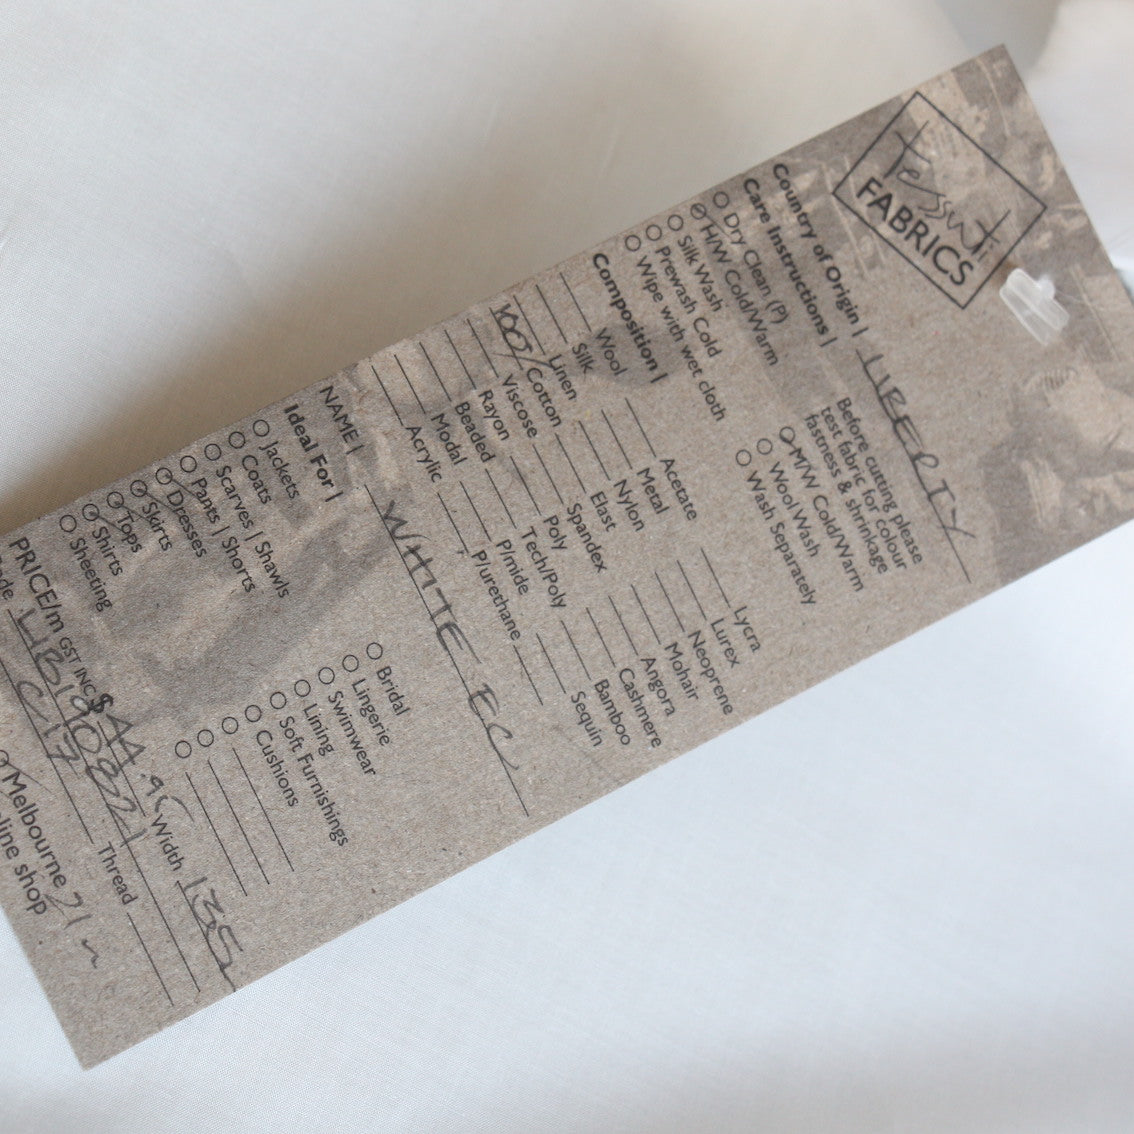 tessuti
FABRICS
Country of Origin | LIBERTY
Care Instructions |
Before cutting please
test fabric for colour
fastness & shrinkage
Dry Clean (P)
H/W Cold/Warm
Silk Wash
Prewash Cold
Wipe with wet cloth
M/W Cold/Warm
Wool Wash
Wash Separately
Composition |
Wool
Silk
Linen
100/ Cotton
Viscose
Rayon
Beaded
Modal
Acrylic
Acetate
Metal
Nylon
Elast
Spandex
Poly
Tech/Poly
P/mide
P/urethane
Lycra
Lurex
Neoprene
Mohair
Angora
Cashmere
Bamboo
Sequin
NAME | WHITE
Ideal For |
Jackets
Coats
Scarves | Shawls
Pants | Shorts
Dresses
Skirts
Tops
Shirts
Sheeting
Bridal
Lingerie
Swimwear
Lining
Soft Furnishings
Cushions
PRICE/m GST INC $ 44.95 Width 135
Thread
C17
Melbourne 21
shop